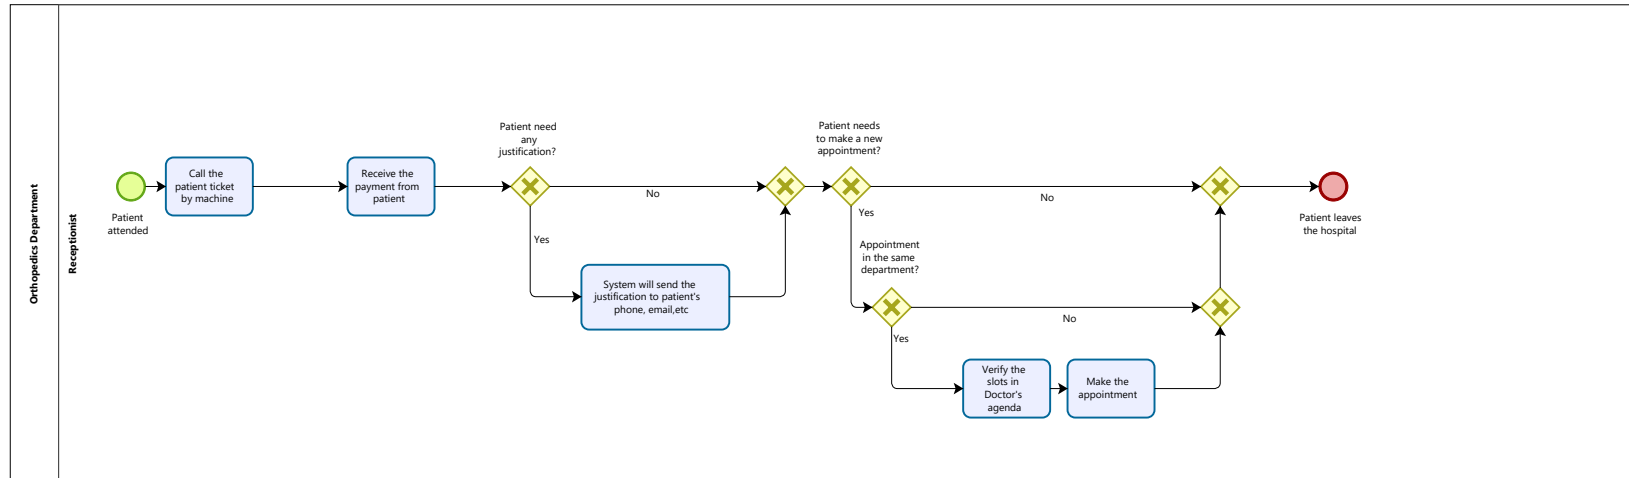 Orthopedics Department
Receptionist
Patient
attended
Call the
patient ticket
by machine
Receive the
payment from
patient
Patient need
any
justification?
No
Yes
System will send the
justification to patient's
phone, email,etc
Patient needs
to make a new
appointment?
No
Yes
Appointment
in the same
department?
No
Yes
Verify the
slots in
Doctor's
agenda
Make the
appointment
Patient leaves
the hospital